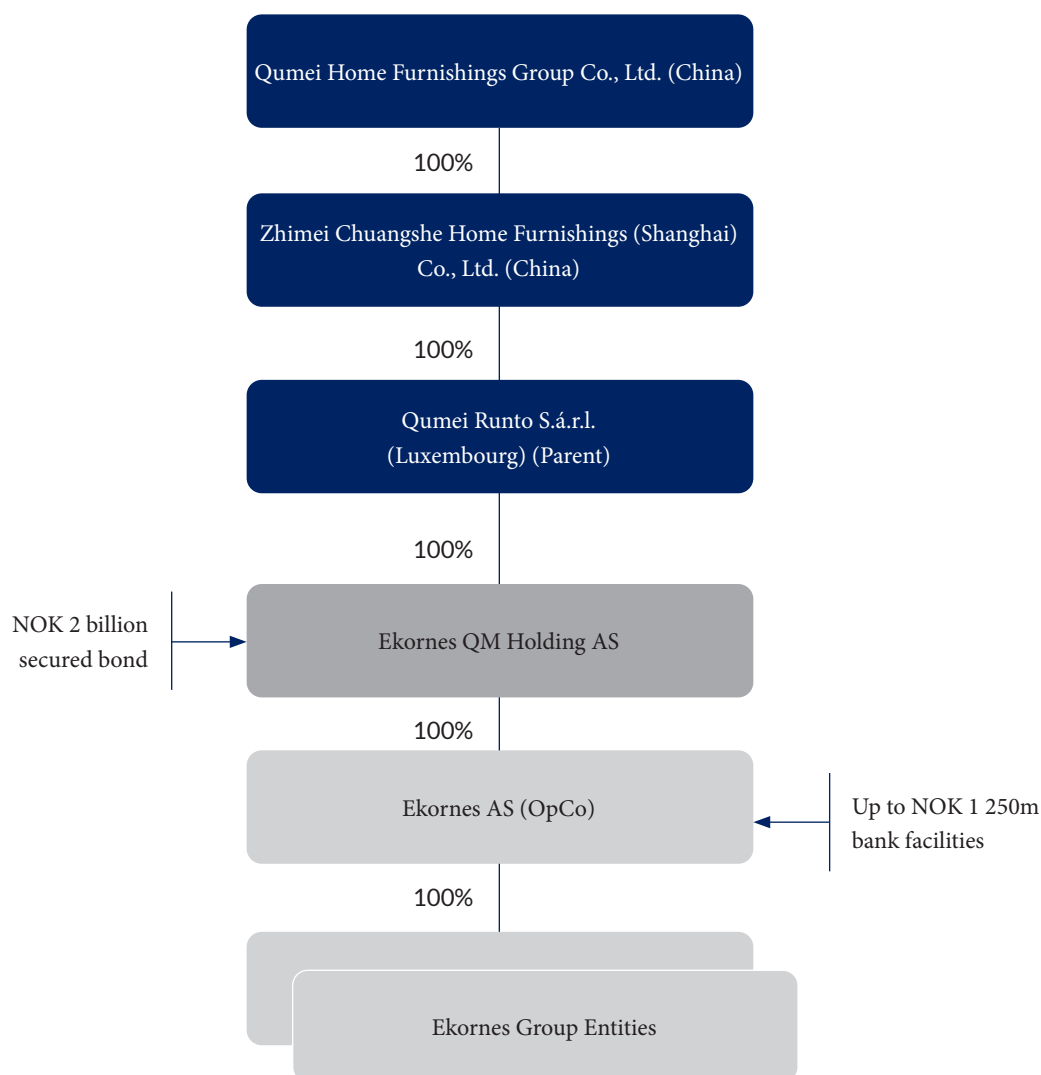 Qumei Home Furnishings Group Co., Ltd. (China)
100%
Zhimei Chuangshe Home Furnishings (Shanghai)
Co., Ltd. (China)
100%
Qumei Runto S.á.r.l.
(Luxembourg) (Parent)
100%
NOK 2 billion
secured bond
Ekornes QM Holding AS
100%
Ekornes AS (OpCo)
Up to NOK 1 250m
bank facilities
100%
Ekornes Group Entities